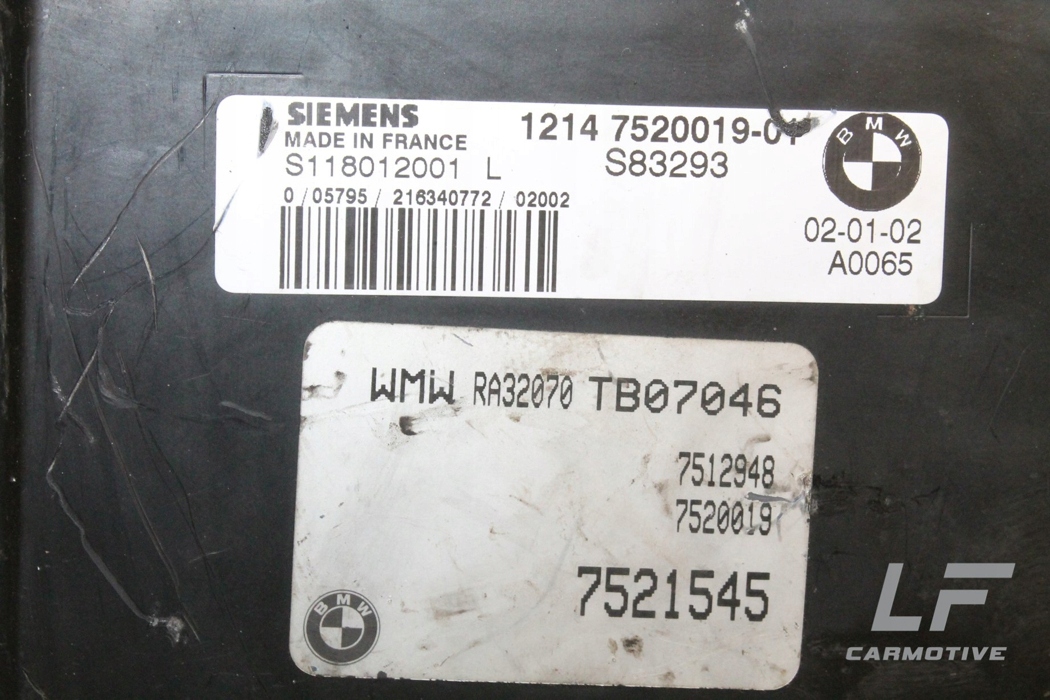 SIEMENS
MADE IN FRANCE
S118012001 L
1214 7520019-01
S83293
BMW
02-01-02
A0065
0/05795/216340772/02002
WMW RA32070 TB07046
7512948
7520019
7521545
BMW
LF
CARMOTIVE